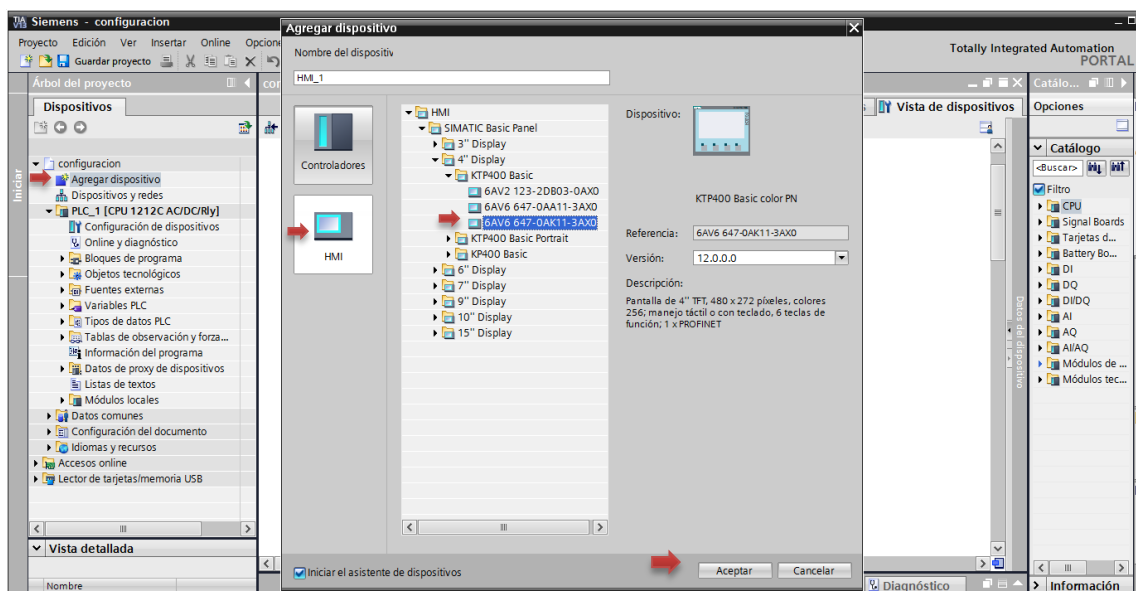 Siemens - configuracion
Proyecto Edición Ver Insertar Online Opcione
Totally Integrated Automation
PORTAL
Guardar proyecto
Árbol del proyecto
Dispositivos
Iniciar
configuracion
Agregar dispositivo
Dispositivos y redes
PLC_1 [CPU 1212C AC/DC/Rly]
Configuración de dispositivos
Online y diagnóstico
Bloques de programa
Objetos tecnológicos
Fuentes externas
Variables PLC
Tipos de datos PLC
Tablas de observación y forza...
Información del programa
Datos de proxy de dispositivos
Listas de textos
Módulos locales
Datos comunes
Configuración del documento
Idiomas y recursos
Accesos online
Lector de tarjetas/memoria USB
Vista detallada
Nombre
con
Agregar dispositivo
Nombre del dispositiv
HMI_1
Controladores
HMI
HMI
SIMATIC Basic Panel
3'' Display
4'' Display
KTP400 Basic
6AV2 123-2DB03-0AX0
6AV6 647-0AA11-3AX0
6AV6 647-0AK11-3AX0
KTP400 Basic Portrait
KP400 Basic
6'' Display
7'' Display
9'' Display
10'' Display
15'' Display
Dispositivo:
KTP400 Basic color PN
Referencia: 6AV6 647-0AK11-3AX0
Versión: 12.0.0.0
Descripción:
Pantalla de 4'' TFT, 480 x 272 píxeles, colores
256; manejo táctil o con teclado, 6 teclas de
función; 1 x PROFINET
Iniciar el asistente de dispositivos
Aceptar Cancelar
Vista de dispositivos
Datos del dispositivo
Diagnóstico
Catálo...
Opciones
Catálogo
<Buscar>
Filtro
CPU
Signal Boards
Tarjetas d...
Battery Bo...
DI
DQ
DI/DQ
AI
AQ
AI/AQ
Módulos de ...
Módulos tec...
Información